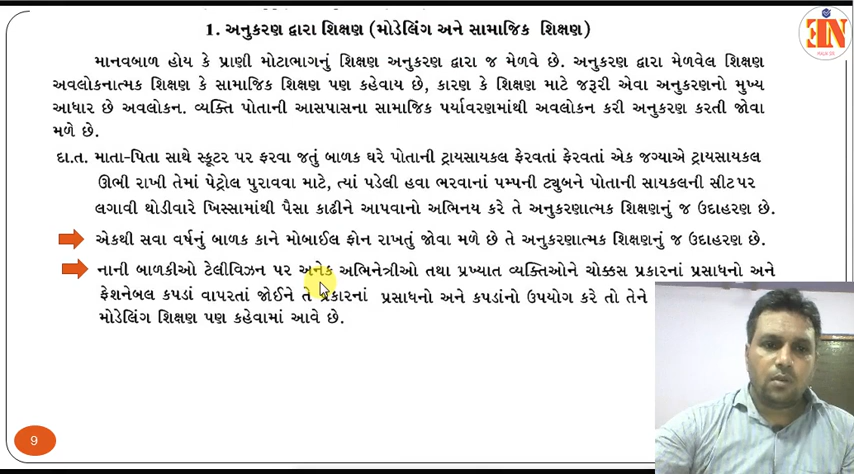 1. અનુકરણ દ્વારા શિક્ષણ (મોડેલિંગ અને સામાજિક શિક્ષણ)
માનવબાળ હોય કે પ્રાણી મોટાભાગનું શિક્ષણ અનુકરણ દ્વારા જ મેળવે છે. અનુકરણ દ્વારા મેળવેલ શિક્ષણ
અવલોકનાત્મક શિક્ષણ કે સામાજિક શિક્ષણ પણ કહેવાય છે, કારણ કે શિક્ષણ માટે જરૂરી એવા અનુકરણનો મુખ્ય
આધાર છે અવલોકન. વ્યક્તિ પોતાની આસપાસના સામાજિક પર્યાવરણમાંથી અવલોકન કરી અનુકરણ કરતી જોવા
મળે છે.
દા.ત. માતા-પિતા સાથે સ્કૂટર પર ફરવા જતું બાળક ઘરે પોતાની ટ્રાયસાયકલ ફેરવતાં ફેરવતાં એક જગ્યાએ ટ્રાયસાયકલ
ઊભી રાખી તેમાં પેટ્રોલ પુરાવવા માટે, ત્યાં પડેલી હવા ભરવાનાં પમ્પની ટ્યુબને પોતાની સાયકલની સીટપર
લગાવી થોડીવારે ખિસ્સામાંથી પૈસા કાઢીને આપવાનો અભિનય કરે તે અનુકરણાત્મક શિક્ષણનું જ ઉદાહરણ છે.
એકથી સવા વર્ષનું બાળક કાને મોબાઈલ ફોન રાખતું જોવા મળે છે તે અનુકરણાત્મક શિક્ષણનું જ ઉદાહરણ છે.
નાની બાળકીઓ ટેલીવિઝન પર અનેક અભિનેત્રીઓ તથા પ્રખ્યાત વ્યક્તિઓને ચોક્કસ પ્રકારનાં પ્રસાધનો અને
ફેશનેબલ કપડાં વાપરતાં જોઈને તે પ્રકારનાં પ્રસાધનો અને કપડાંનો ઉપયોગ કરે તો તેને
મોડેલિંગ શિક્ષણ પણ કહેવામાં આવે છે.
9